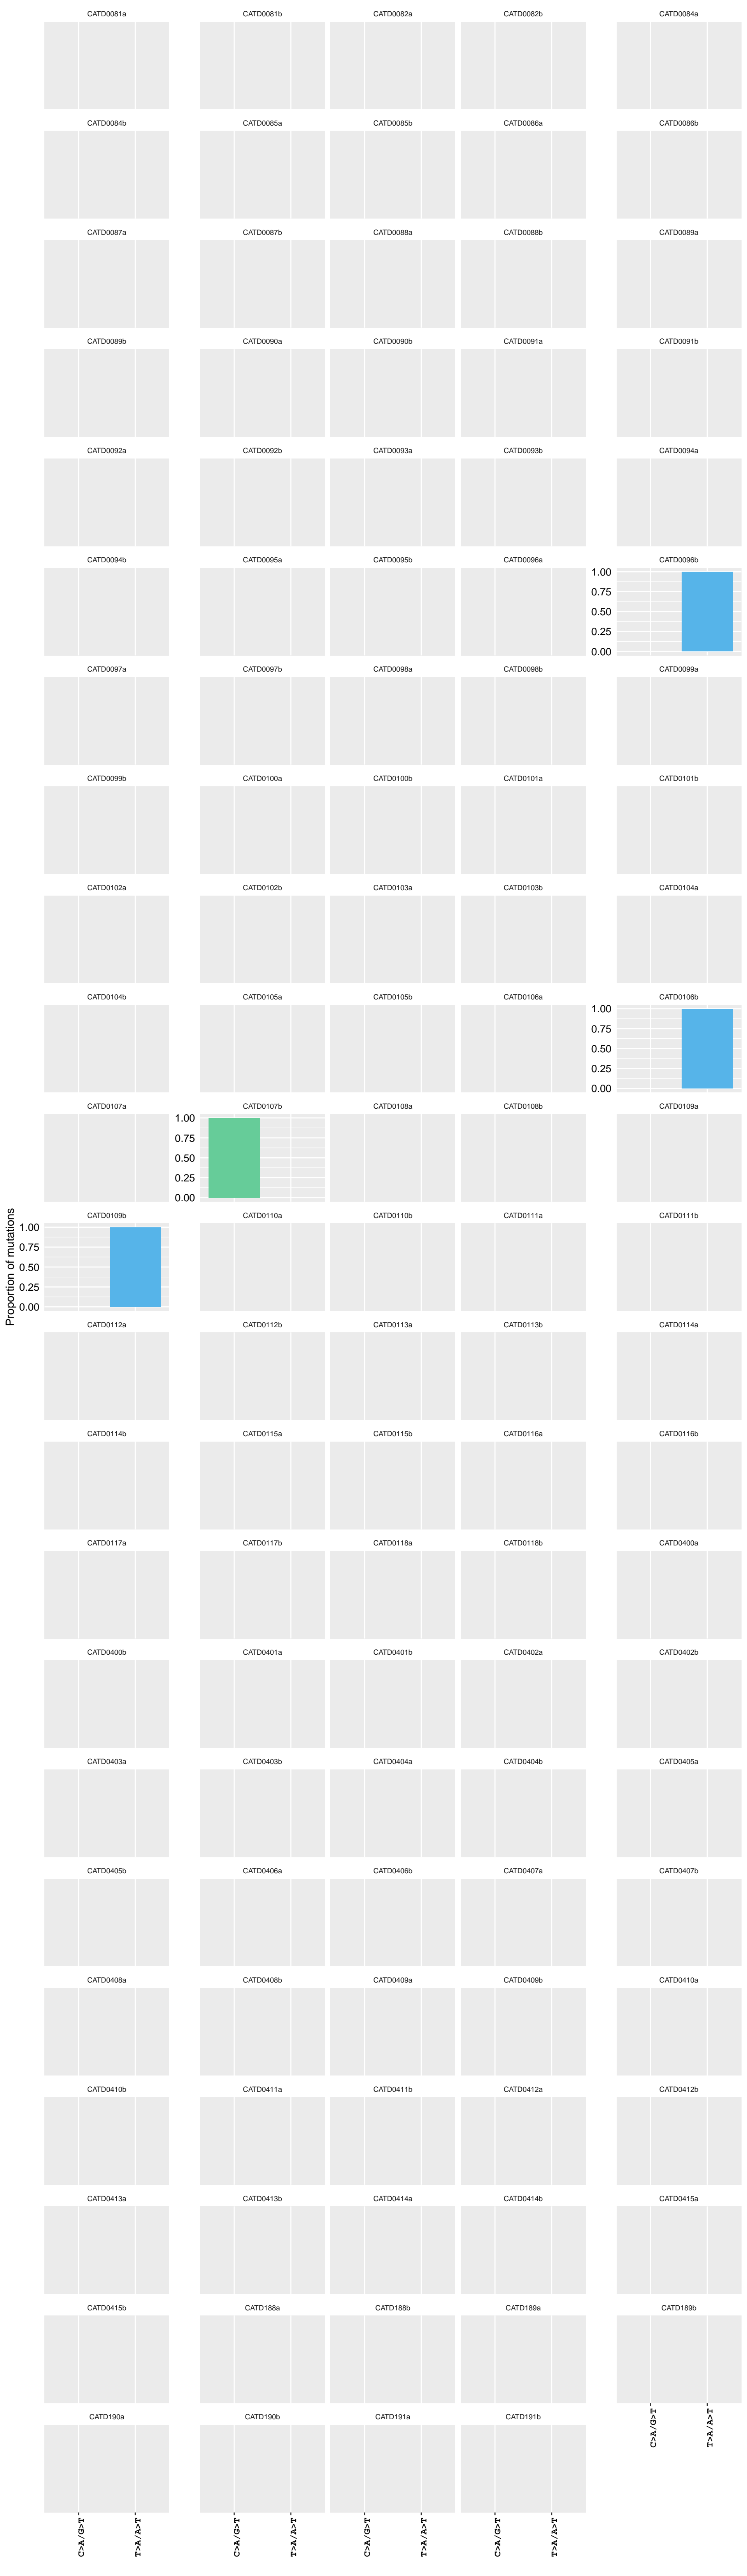 CATD0081a CATD0081b CATD0082a CATD0082b CATD0084a
CATD0084b CATD0085a CATD0085b CATD0086a CATD0086b
CATD0087a CATD0087b CATD0088a CATD0088b CATD0089a
CATD0089b CATD0090a CATD0090b CATD0091a CATD0091b
CATD0092a CATD0092b CATD0093a CATD0093b CATD0094a
CATD0094b CATD0095a CATD0095b CATD0096a CATD0096b
1.00
0.75
0.50
0.25
0.00
CATD0097a CATD0097b CATD0098a CATD0098b CATD0099a
CATD0099b CATD0100a CATD0100b CATD0101a CATD0101b
CATD0102a CATD0102b CATD0103a CATD0103b CATD0104a
CATD0104b CATD0105a CATD0105b CATD0106a CATD0106b
1.00
0.75
0.50
0.25
0.00
CATD0107a CATD0107b CATD0108a CATD0108b CATD0109a
1.00
0.75
0.50
0.25
0.00
Proportion of mutations
CATD0109b CATD0110a CATD0110b CATD0111a CATD0111b
1.00
0.75
0.50
0.25
0.00
CATD0112a CATD0112b CATD0113a CATD0113b CATD0114a
CATD0114b CATD0115a CATD0115b CATD0116a CATD0116b
CATD0117a CATD0117b CATD0118a CATD0118b CATD0400a
CATD0400b CATD0401a CATD0401b CATD0402a CATD0402b
CATD0403a CATD0403b CATD0404a CATD0404b CATD0405a
CATD0405b CATD0406a CATD0406b CATD0407a CATD0407b
CATD0408a CATD0408b CATD0409a CATD0409b CATD0410a
CATD0410b CATD0411a CATD0411b CATD0412a CATD0412b
CATD0413a CATD0413b CATD0414a CATD0414b CATD0415a
CATD0415b CATD188a CATD188b CATD189a CATD189b
C>A/G>T T>A/A>T
CATD190a CATD190b CATD191a CATD191b
C>A/G>T T>A/A>T C>A/G>T T>A/A>T C>A/G>T T>A/A>T C>A/G>T T>A/A>T